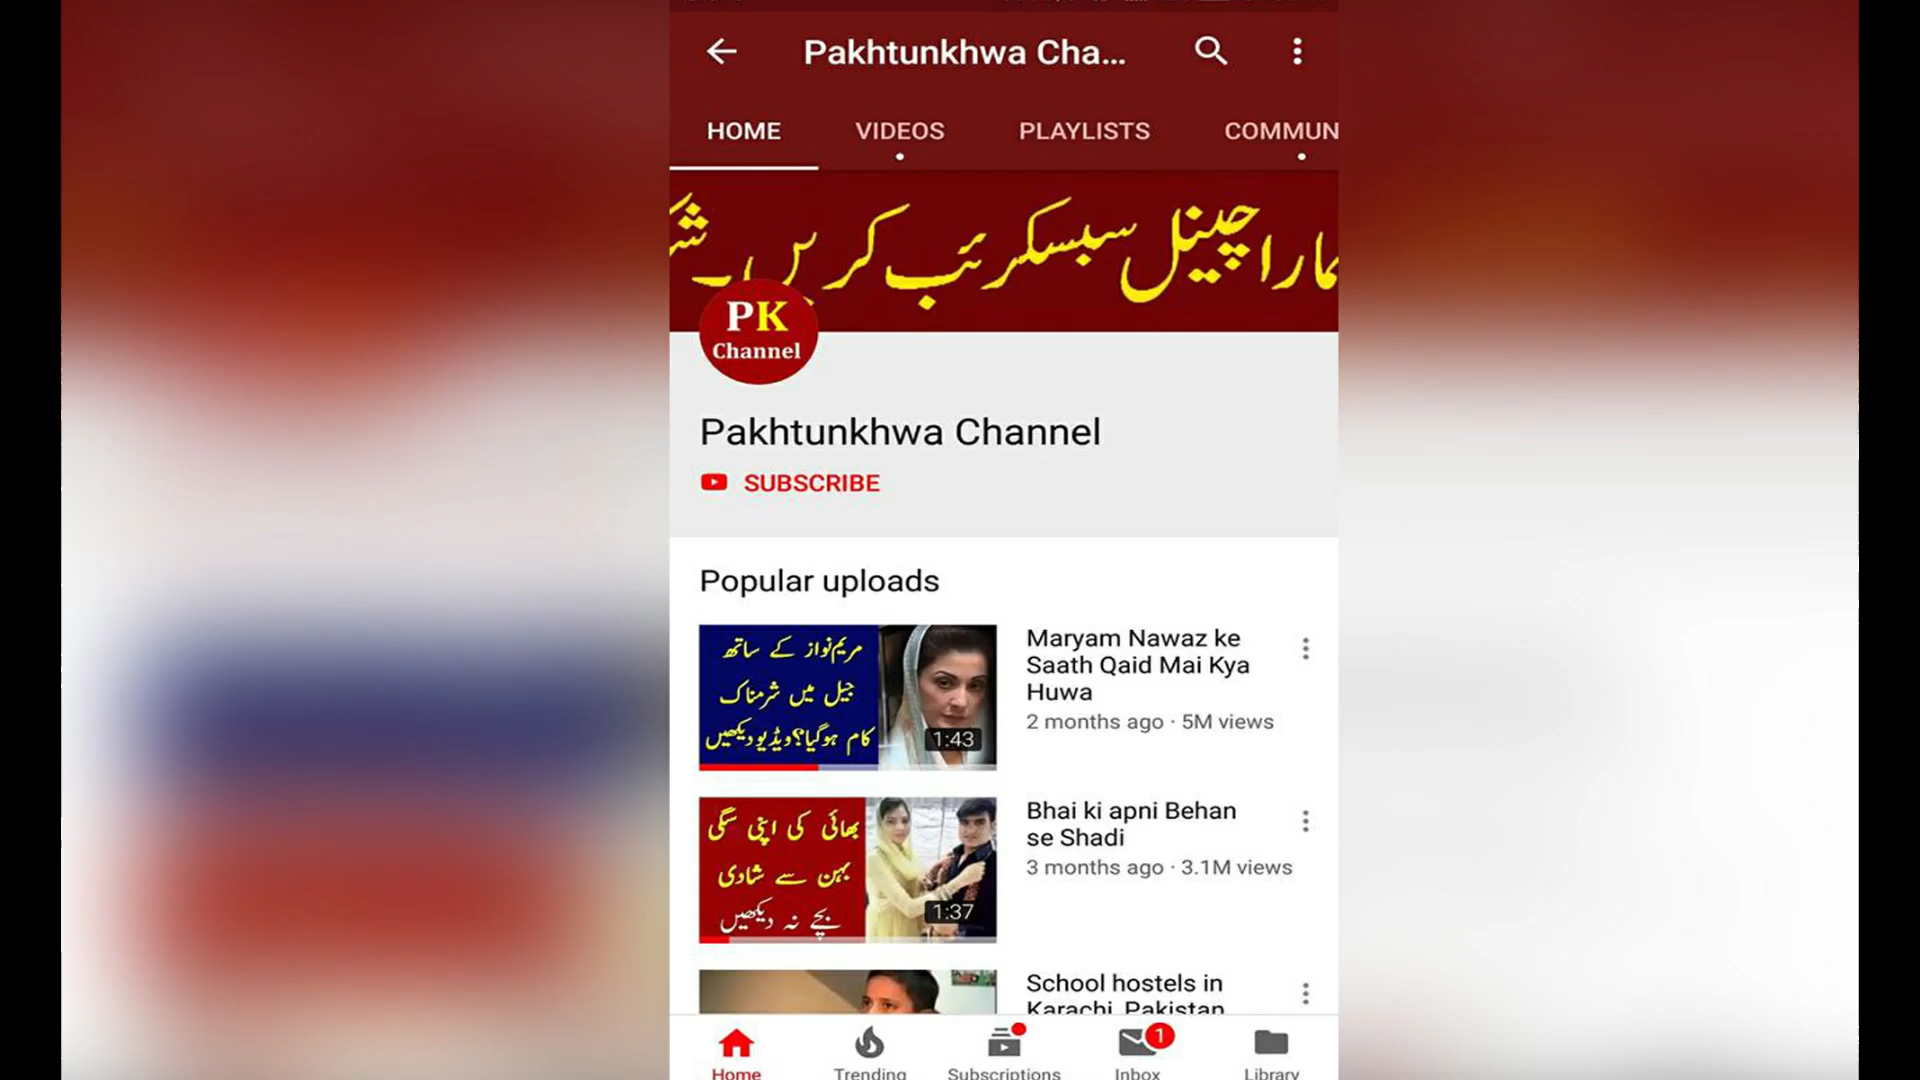 Pakhtunkhwa Cha...
HOME VIDEOS PLAYLISTS COMMUN
ہمارا چینل سبسکرائب کریں۔ شک
PK
Channel
Pakhtunkhwa Channel
SUBSCRIBE
Popular uploads
مریم نواز کے ساتھ
جیل میں شرمناک
کام ہوگیا؟ ویڈیو دیکھیں
1:43
Maryam Nawaz ke
Saath Qaid Mai Kya
Huwa
2 months ago · 5M views
بھائی کی اپنی سگی
بہن سے شادی
بچے نہ دیکھیں
1:37
Bhai ki apni Behan
se Shadi
3 months ago · 3.1M views
School hostels in
Karachi, Pakistan
1
Home Trending Subscriptions Inbox Library